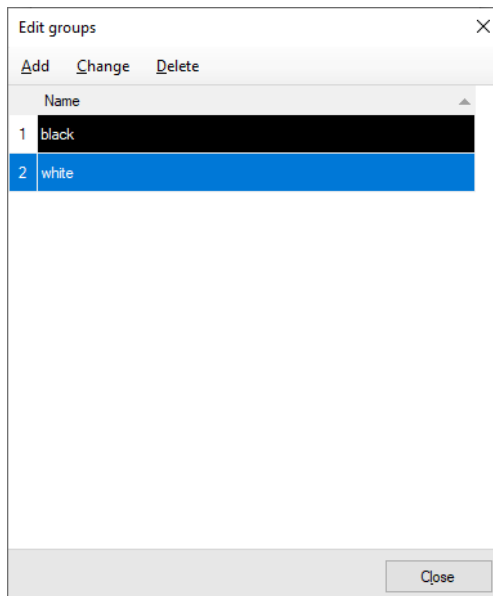 Edit groups
Add Change Delete
Name
1 black
2 white
Close